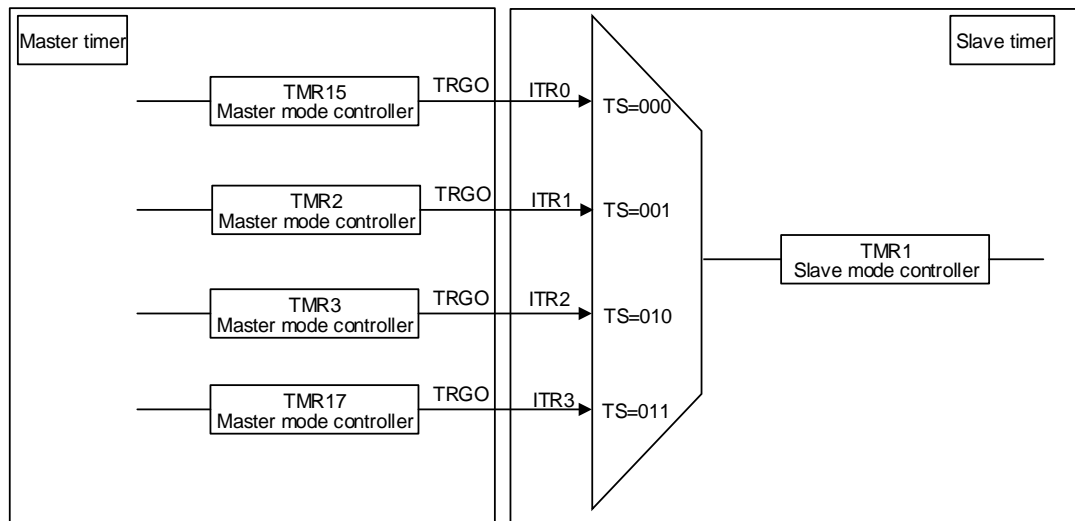 Master timer
Slave timer
TMR15
Master mode controller
TRGO
ITR0
TS=000
TMR2
Master mode controller
TRGO
ITR1
TS=001
TMR1
Slave mode controller
TMR3
Master mode controller
TRGO
ITR2
TS=010
TMR17
Master mode controller
TRGO
ITR3
TS=011